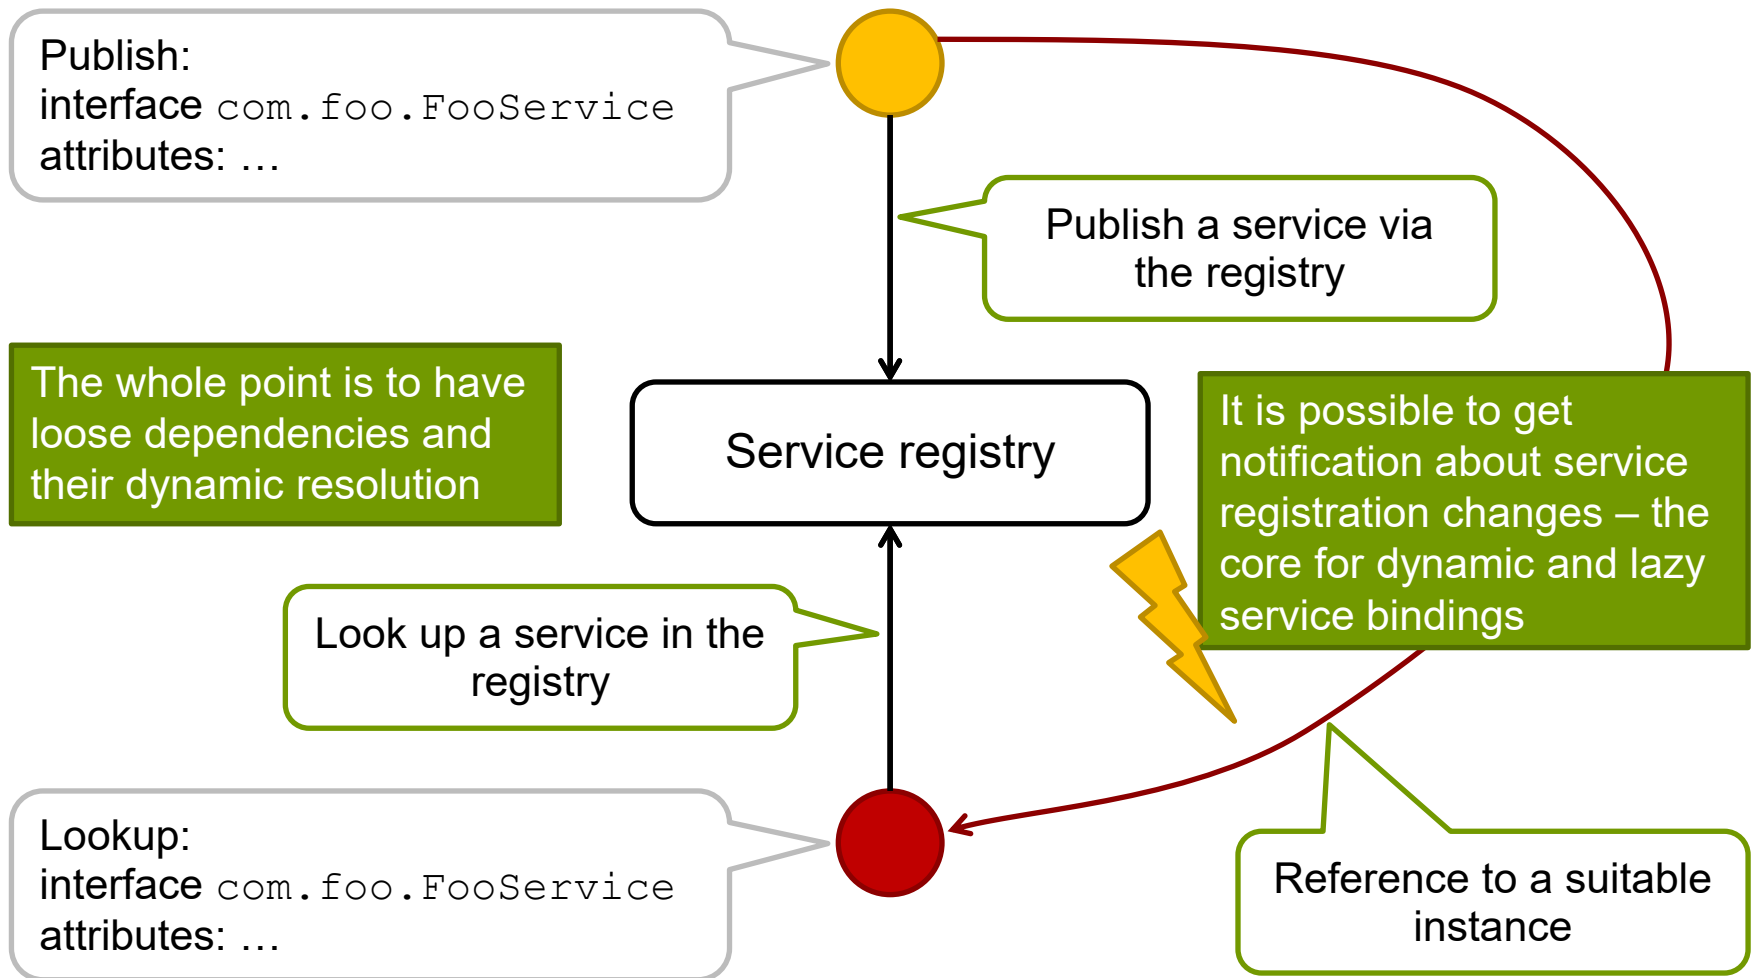 Publish:
interface com.foo.FooService
attributes: …
Publish a service via
the registry
The whole point is to have
loose dependencies and
their dynamic resolution
Service registry
It is possible to get
notification about service
registration changes – the
core for dynamic and lazy
service bindings
Look up a service in the
registry
Lookup:
interface com.foo.FooService
attributes: …
Reference to a suitable
instance